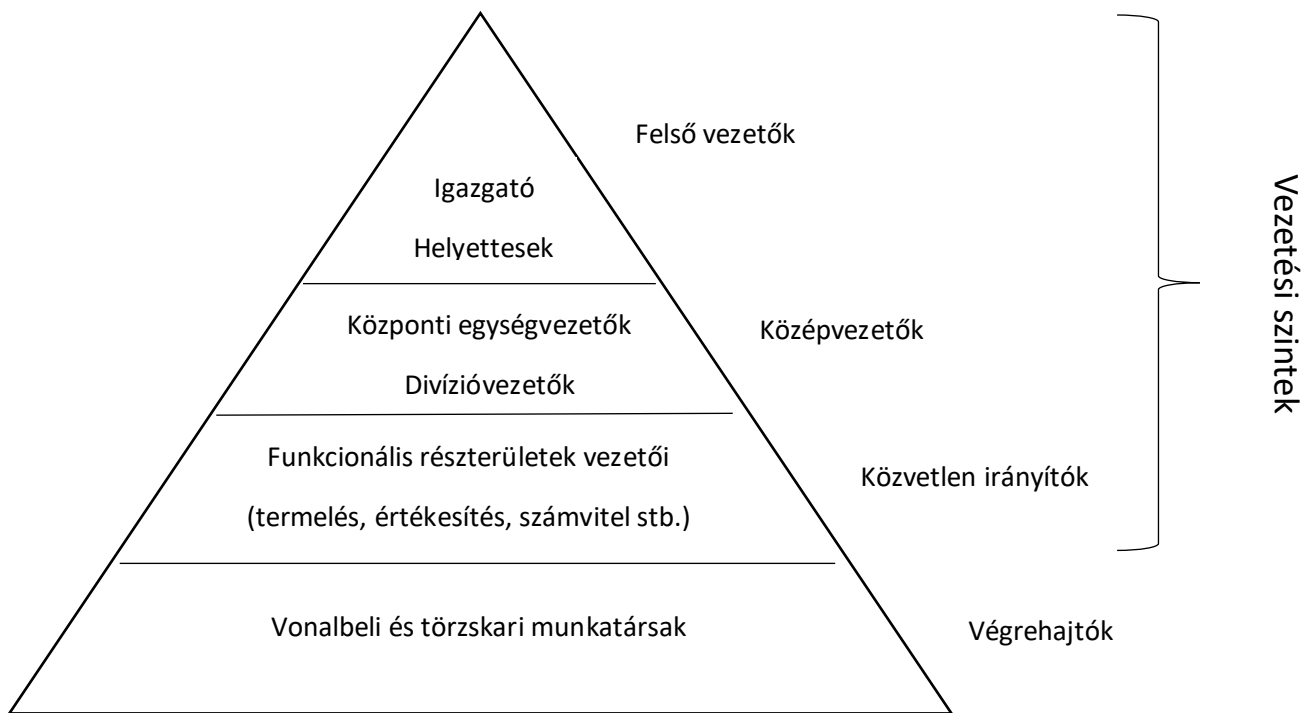 Felső vezetők
Igazgató
Helyettesek
Központi egységvezetők
Divízióvezetők
Középvezetők
Funkcionális részterületek vezetői
(termelés, értékesítés, számvitel stb.)
Közvetlen irányítók
Vonalbeli és törzskari munkatársak
Végrehajtók
Vezetési szintek